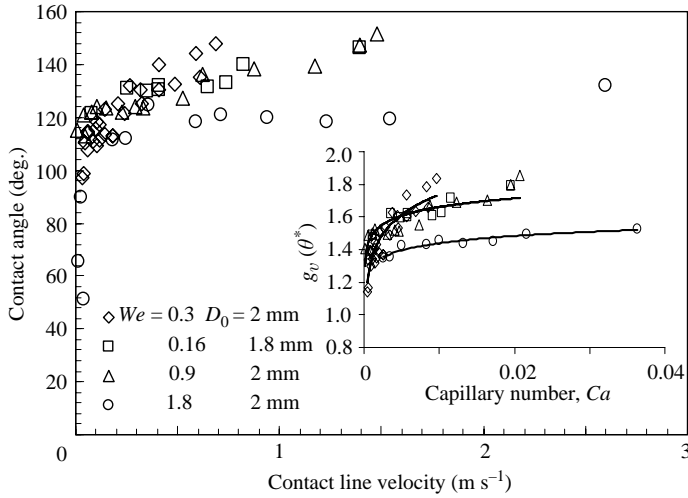 160
140
120
100
80
60
40
20
0
Contact angle (deg.)
We = 0.3 D₀ = 2 mm
0.16 1.8 mm
0.9 2 mm
1.8 2 mm
1
2
3
Contact line velocity (m s⁻¹)
2.0
1.8
1.6
1.4
1.2
1.0
0.8
gᵥ (θ*)
0
0.02
0.04
Capillary number, Ca